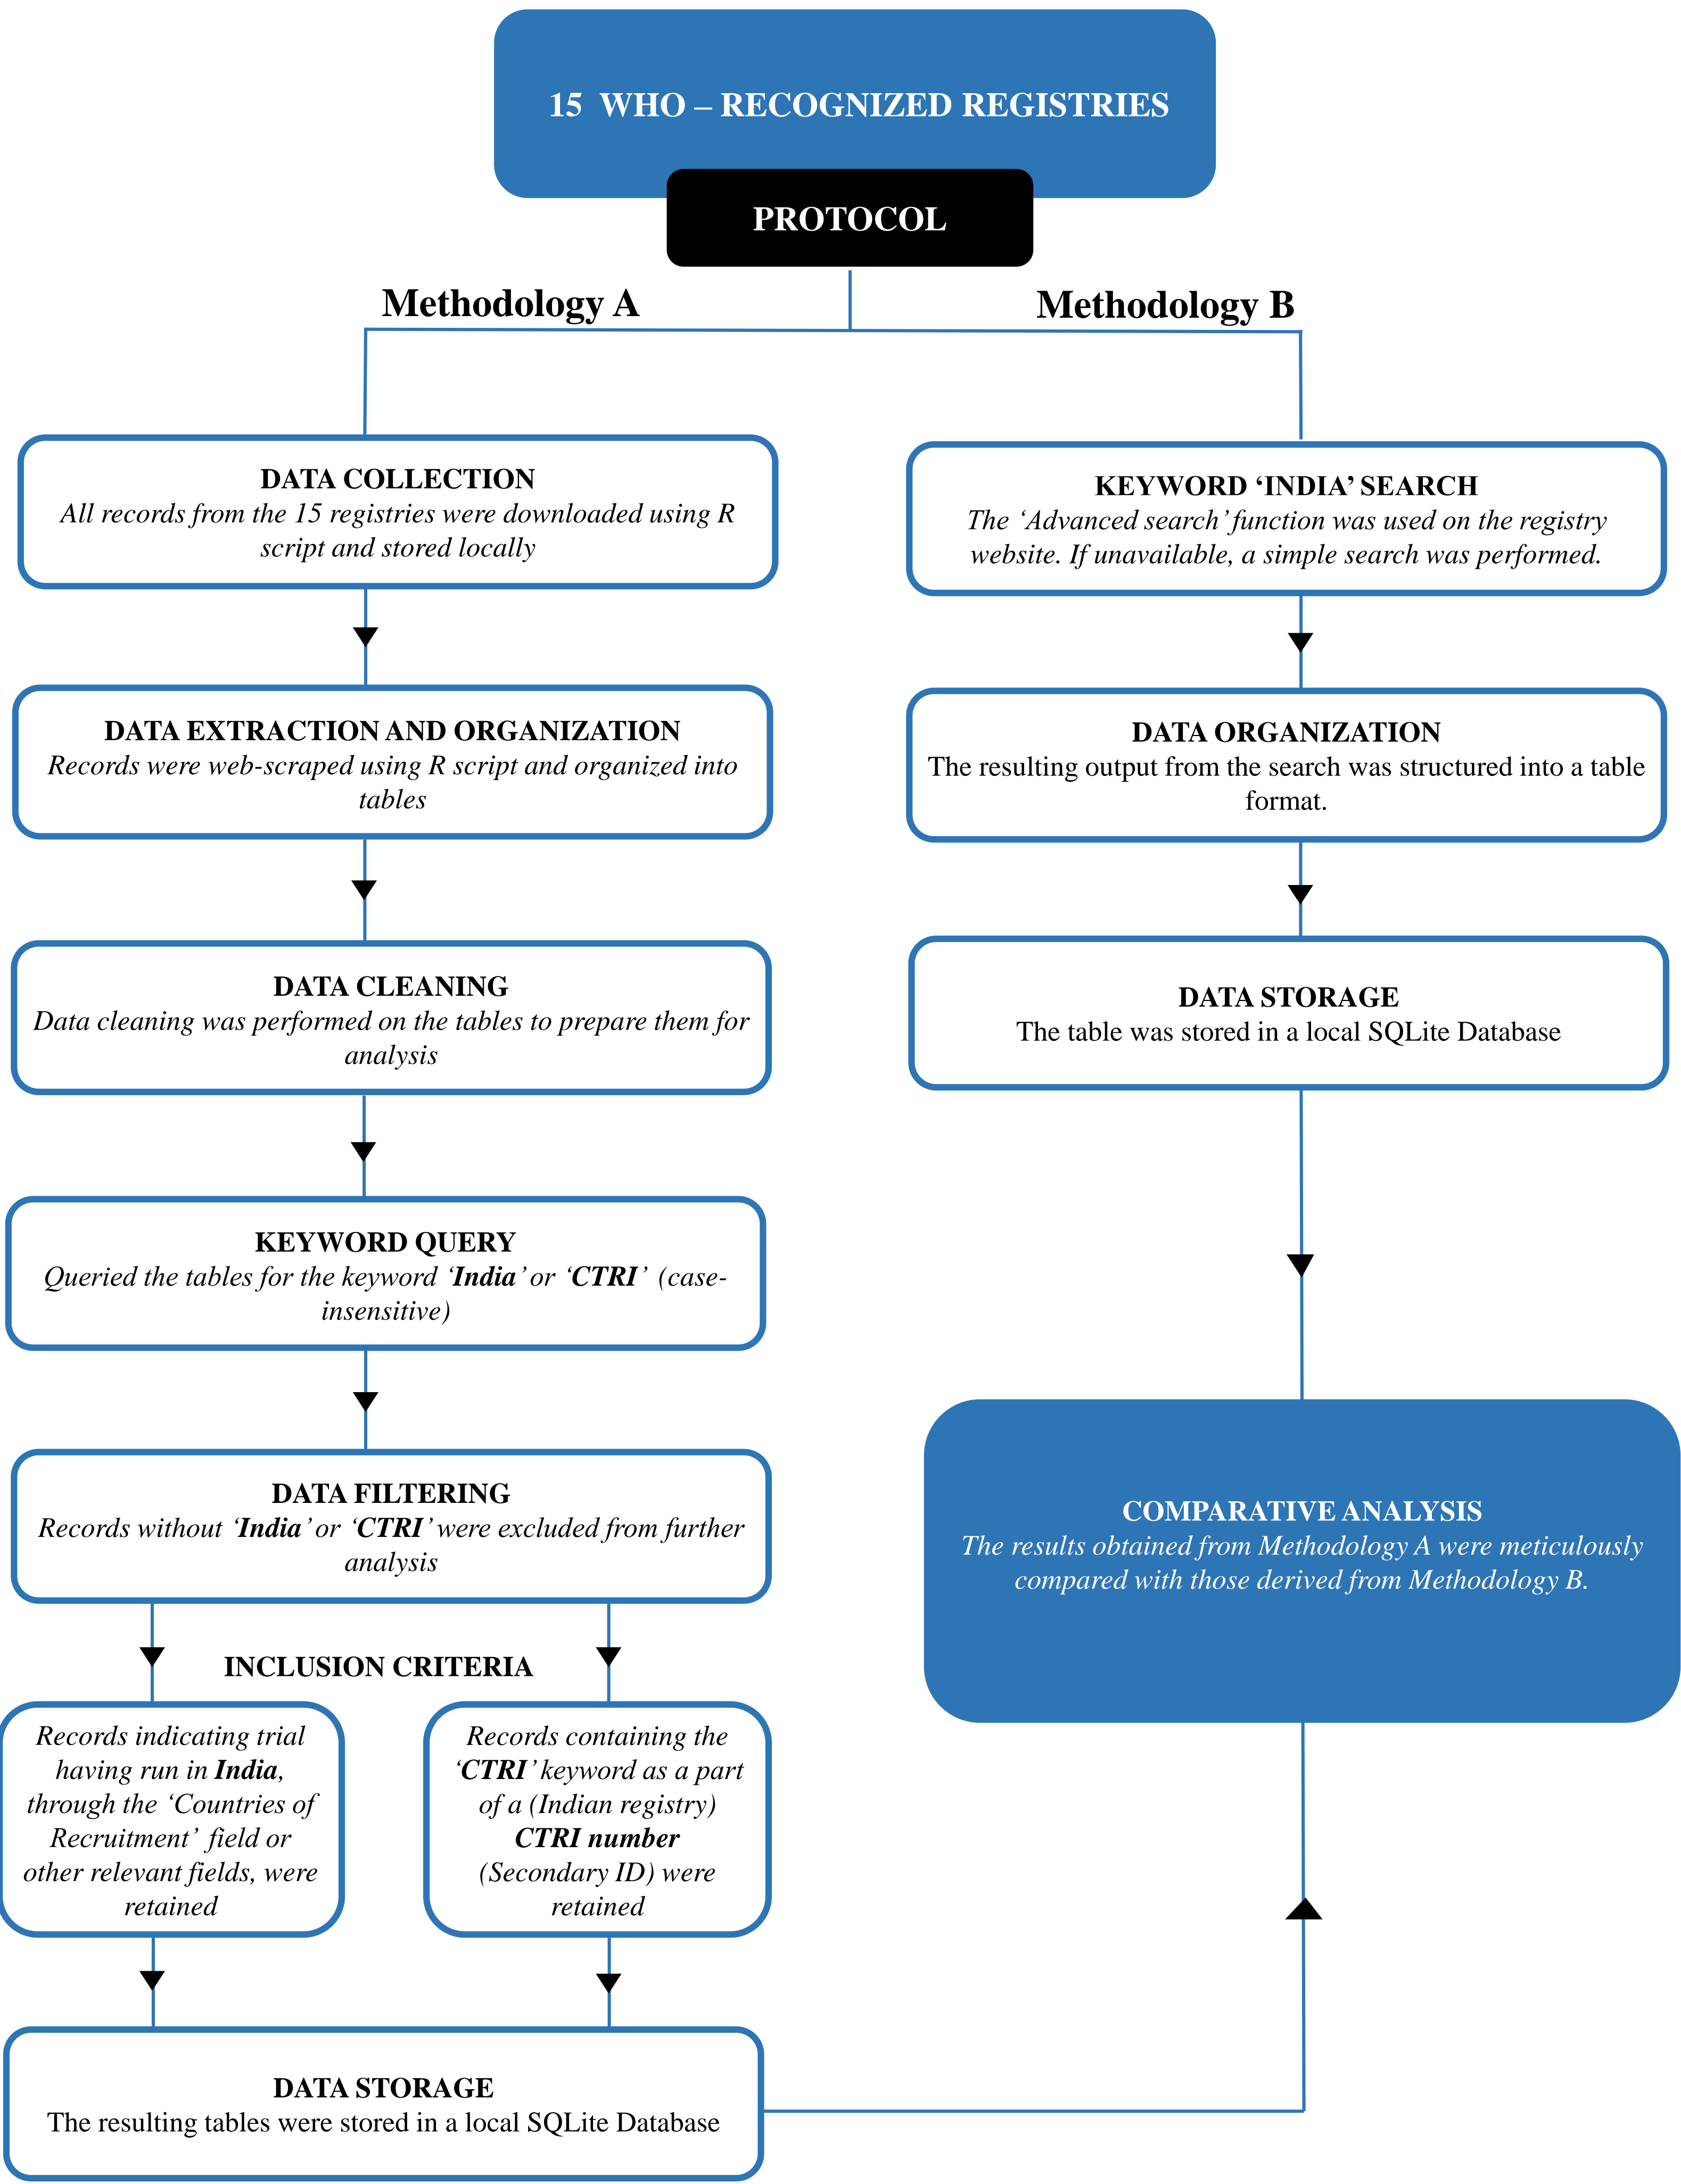 15 WHO – RECOGNIZED REGISTRIES
PROTOCOL
Methodology A
Methodology B
DATA COLLECTION
All records from the 15 registries were downloaded using R
script and stored locally
DATA EXTRACTION AND ORGANIZATION
Records were web-scraped using R script and organized into
tables
DATA CLEANING
Data cleaning was performed on the tables to prepare them for
analysis
KEYWORD QUERY
Queried the tables for the keyword ‘India’ or ‘CTRI’ (case-
insensitive)
DATA FILTERING
Records without ‘India’ or ‘CTRI’ were excluded from further
analysis
INCLUSION CRITERIA
Records indicating trial
having run in India,
through the ‘Countries of
Recruitment’ field or
other relevant fields, were
retained
Records containing the
‘CTRI’ keyword as a part
of a (Indian registry)
CTRI number
(Secondary ID) were
retained
DATA STORAGE
The resulting tables were stored in a local SQLite Database
KEYWORD ‘INDIA’ SEARCH
The ‘Advanced search’ function was used on the registry
website. If unavailable, a simple search was performed.
DATA ORGANIZATION
The resulting output from the search was structured into a table
format.
DATA STORAGE
The table was stored in a local SQLite Database
COMPARATIVE ANALYSIS
The results obtained from Methodology A were meticulously
compared with those derived from Methodology B.